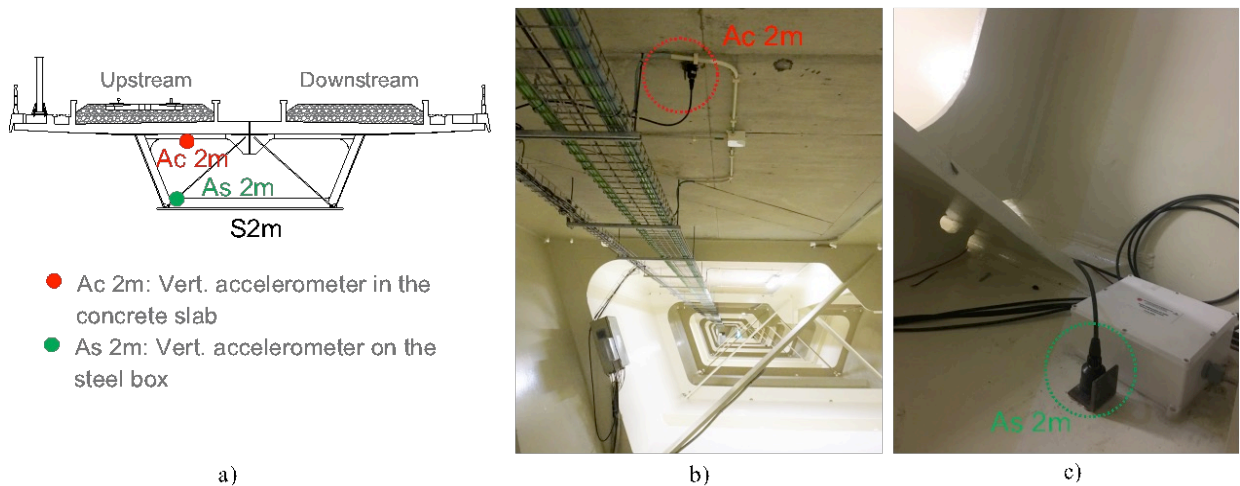 Upstream
Downstream
Ac 2m
As 2m
S2m
Ac 2m: Vert. accelerometer in the
concrete slab
As 2m: Vert. accelerometer on the
steel box
a)
Ac 2m
b)
As 2m
c)